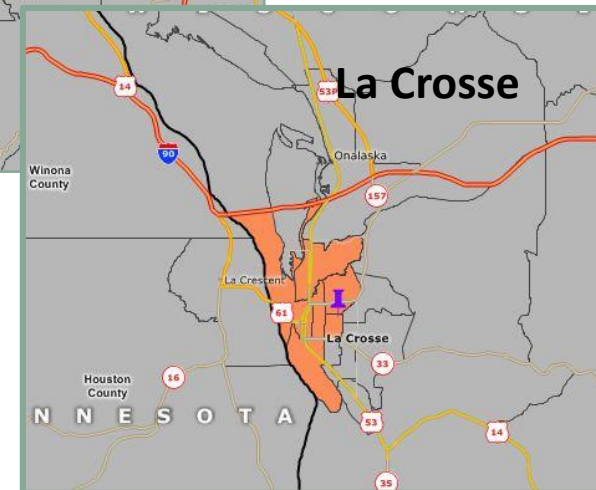 La Crosse
14
53P
90
Onalaska
Winona
County
157
La Crescent
61
La Crosse
33
Houston
County
16
N N E S O T A
53
14
35